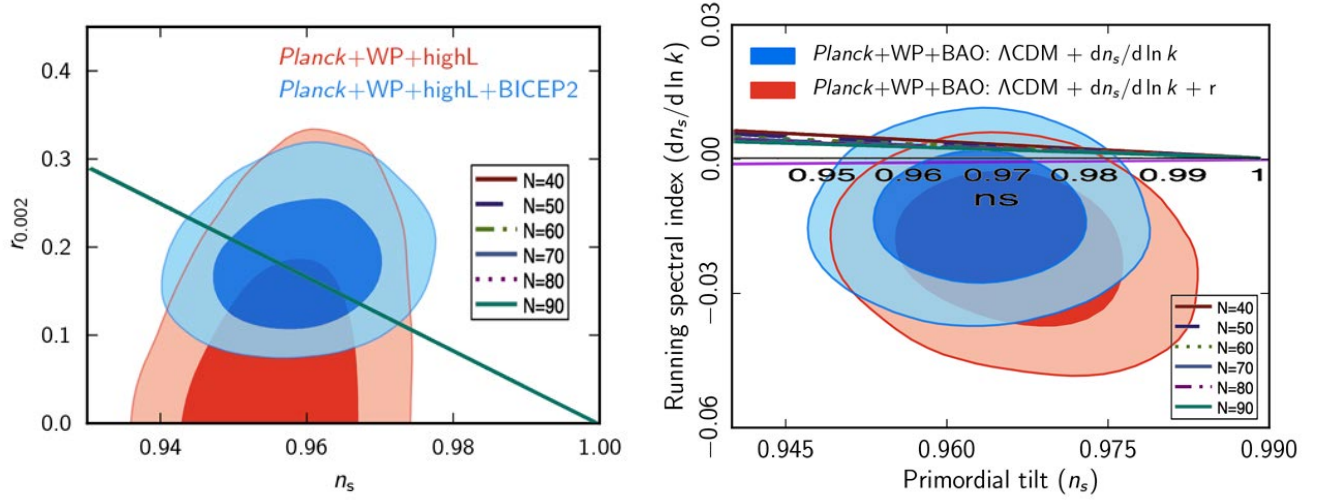 Planck+WP+highL
Planck+WP+highL+BICEP2
0.4
0.3
0.2
0.1
0.0
r0.002
N=40
N=50
N=60
N=70
N=80
N=90
0.94 0.96 0.98 1.00
ns
Planck+WP+BAO: ΛCDM + dns/d ln k
Planck+WP+BAO: ΛCDM + dns/d ln k + r
0.03
0.00
−0.03
−0.06
Running spectral index (dns/d ln k)
0.95 0.96 0.97 0.98 0.99 1
ns
N=40
N=50
N=60
N=70
N=80
N=90
0.945 0.960 0.975 0.990
Primordial tilt (ns)